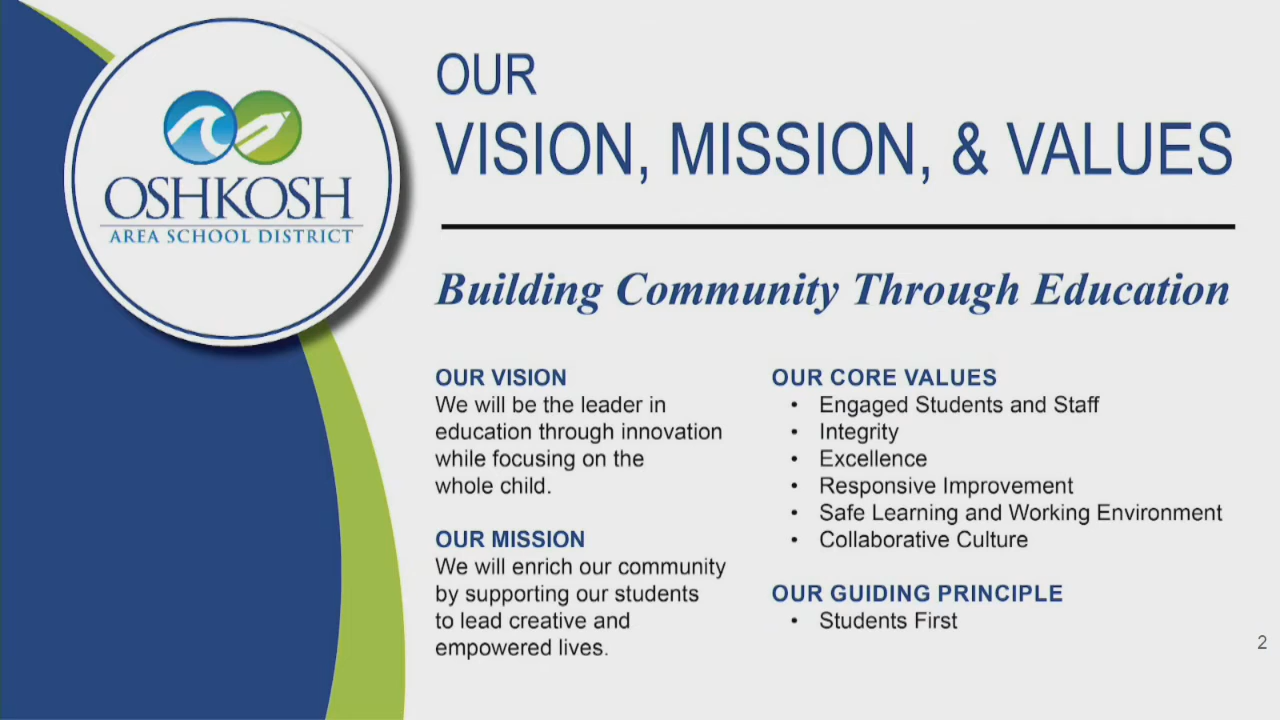 OSHKOSH
AREA SCHOOL DISTRICT
OUR
VISION, MISSION, & VALUES
Building Community Through Education
OUR VISION
We will be the leader in
education through innovation
while focusing on the
whole child.
OUR MISSION
We will enrich our community
by supporting our students
to lead creative and
empowered lives.
OUR CORE VALUES
• Engaged Students and Staff
• Integrity
• Excellence
• Responsive Improvement
• Safe Learning and Working Environment
• Collaborative Culture
OUR GUIDING PRINCIPLE
• Students First
2